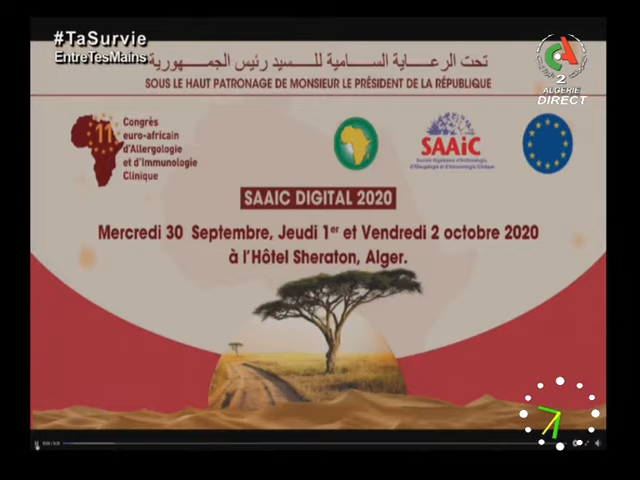 #TaSurvie
EntreTesMains
تحت الرعاية السامية للسيد رئيس الجمهورية
SOUS LE HAUT PATRONAGE DE MONSIEUR LE PRÉSIDENT DE LA RÉPUBLIQUE
2
ALGERIE
DIRECT
11
Congrès
euro-africain
d'Allergologie
et d'Immunologie
Clinique
SAAiC
SAAIC DIGITAL 2020
Mercredi 30 Septembre, Jeudi 1er et Vendredi 2 octobre 2020
à l'Hôtel Sheraton, Alger.